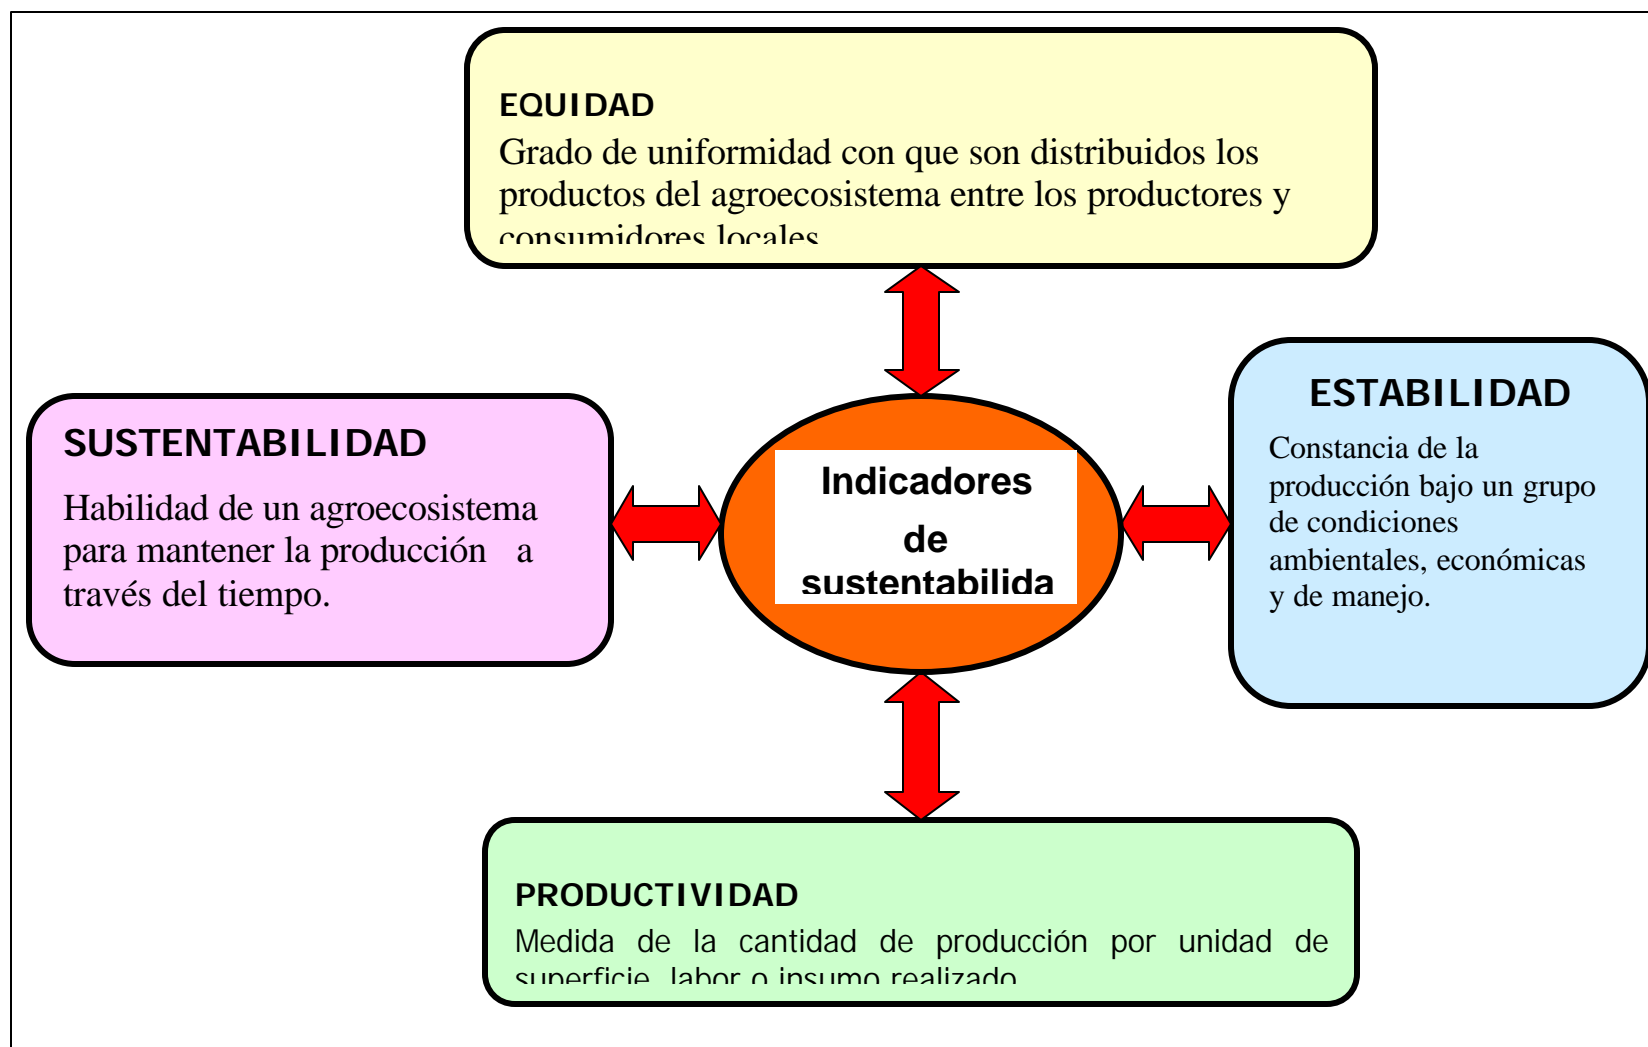 EQUIDAD
Grado de uniformidad con que son distribuidos los
productos del agroecosistema entre los productores y
consumidores locales
ESTABILIDAD
Constancia de la
producción bajo un grupo
de condiciones
ambientales, económicas
y de manejo.
SUSTENTABILIDAD
Habilidad de un agroecosistema
para mantener la producción a
través del tiempo.
Indicadores
de
sustentabilida
PRODUCTIVIDAD
Medida de la cantidad de producción por unidad de
superficie, labor o insumo realizado